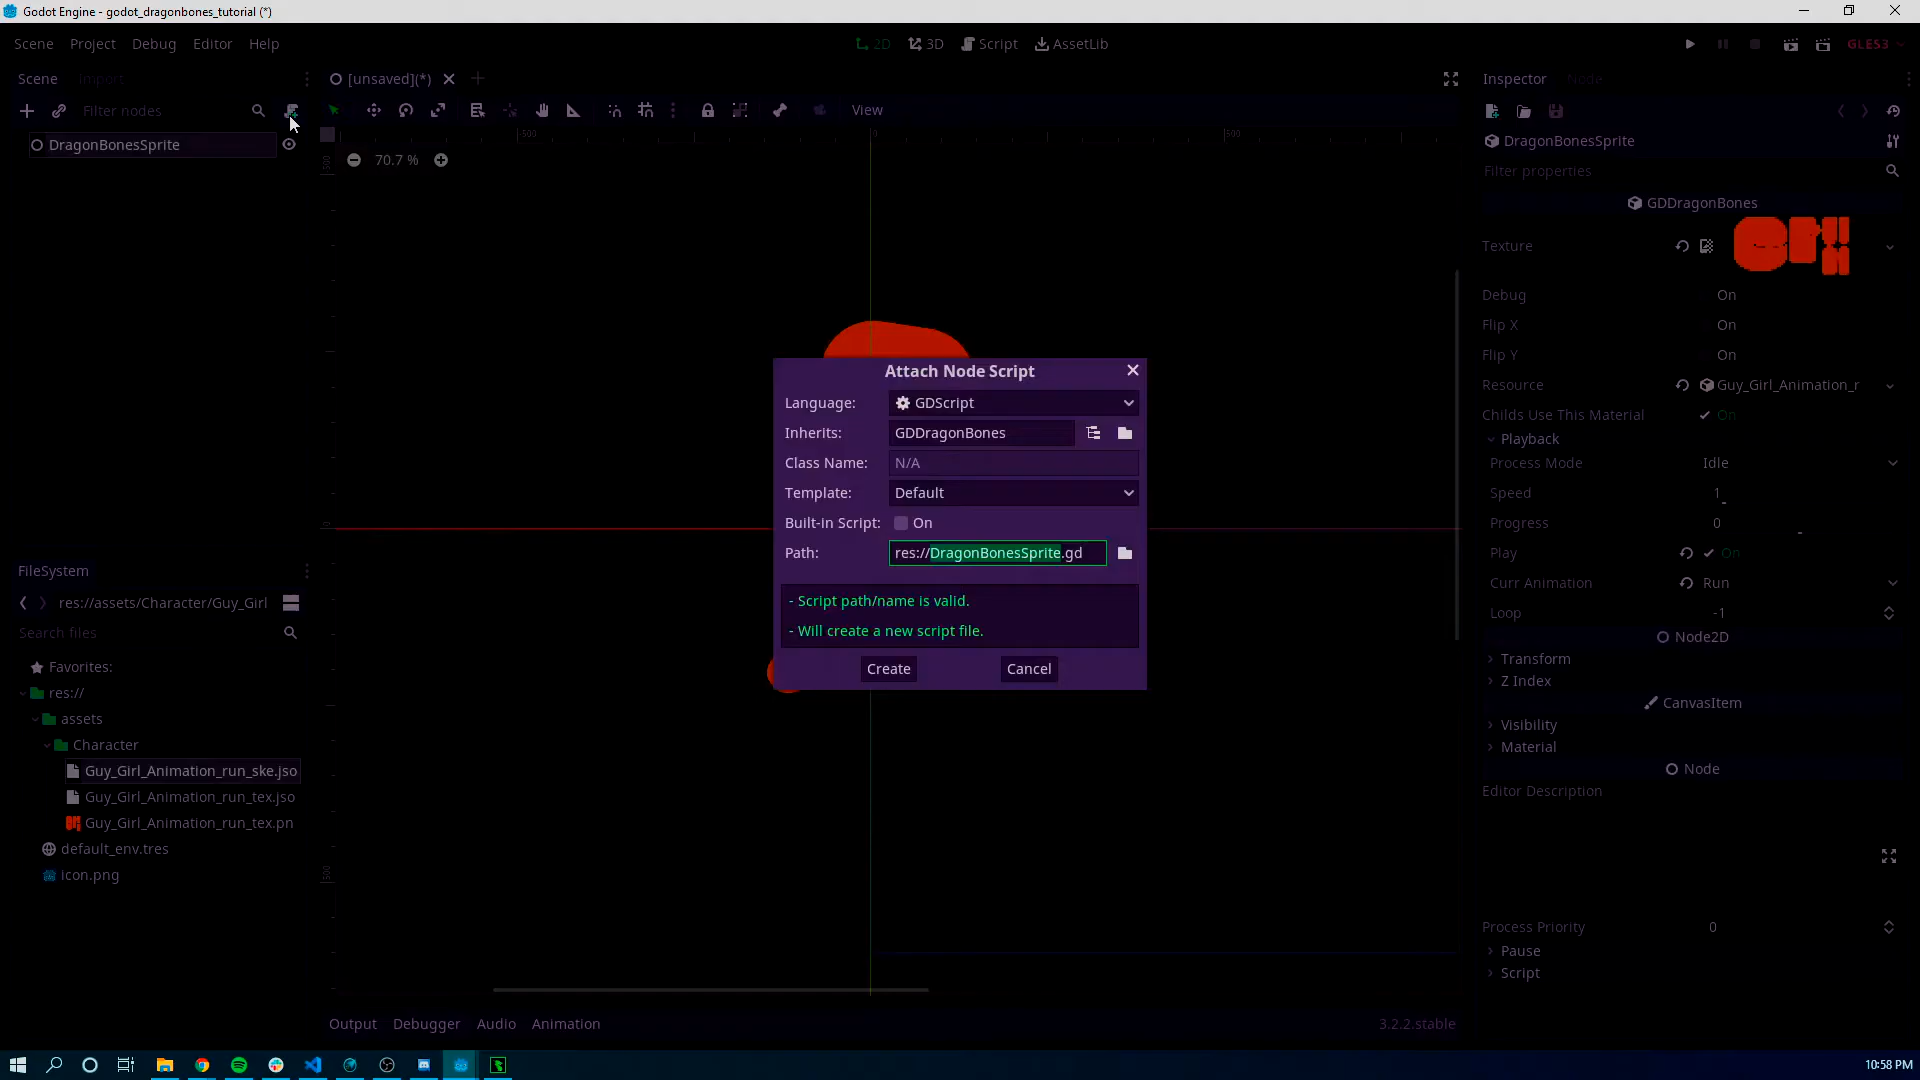 Godot Engine - godot_dragonbones_tutorial (*)
Scene Project Debug Editor Help
2D 3D Script AssetLib
GLES3
Scene Import
[unsaved](*)
Inspector Node
Filter nodes
View
DragonBonesSprite
70.7 %
-500
0
500
DragonBonesSprite
Filter properties
GDDragonBones
Texture
Debug On
Flip X On
Flip Y On
Resource Guy_Girl_Animation_r
Childs Use This Material On
Playback
Process Mode Idle
Speed 1
Progress 0
Play On
Curr Animation Run
Loop -1
Node2D
Transform
Z Index
CanvasItem
Visibility
Material
Node
Editor Description
Process Priority 0
Pause
Script
Attach Node Script
Language: GDScript
Inherits: GDDragonBones
Class Name: N/A
Template: Default
Built-in Script: On
Path: res://DragonBonesSprite.gd
- Script path/name is valid.
- Will create a new script file.
Create Cancel
FileSystem
res://assets/Character/Guy_Girl
Search files
Favorites:
res://
assets
Character
Guy_Girl_Animation_run_ske.jso
Guy_Girl_Animation_run_tex.jso
Guy_Girl_Animation_run_tex.pn
default_env.tres
icon.png
Output Debugger Audio Animation
3.2.2.stable
10:58 PM